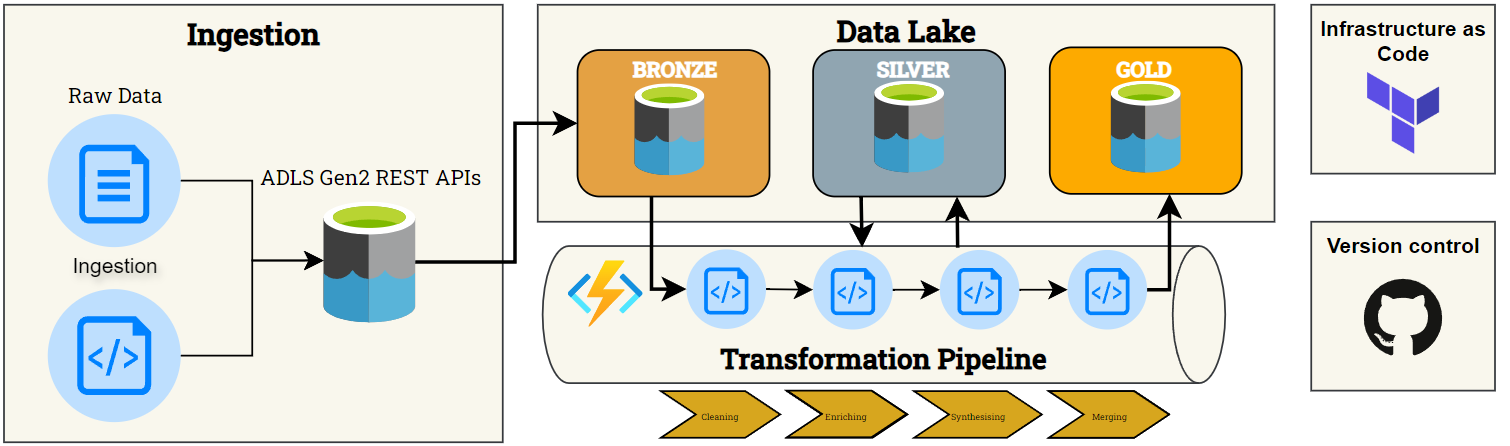 Ingestion
Raw Data
ADLS Gen2 REST APIs
Ingestion
Data Lake
BRONZE
SILVER
GOLD
Transformation Pipeline
Cleaning
Enriching
Synthesising
Merging
Infrastructure as
Code
Version control